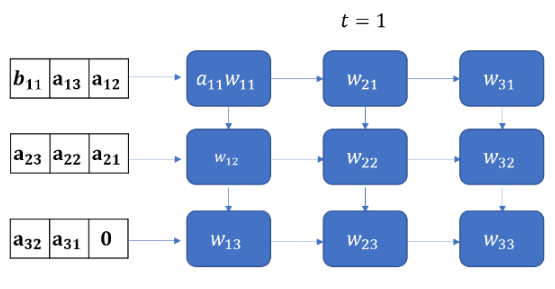 t = 1
b₁₁ a₁₃ a₁₂ a₁₁w₁₁ w₂₁ w₃₁
a₂₃ a₂₂ a₂₁ w₁₂ w₂₂ w₃₂
a₃₂ a₃₁ 0 w₁₃ w₂₃ w₃₃